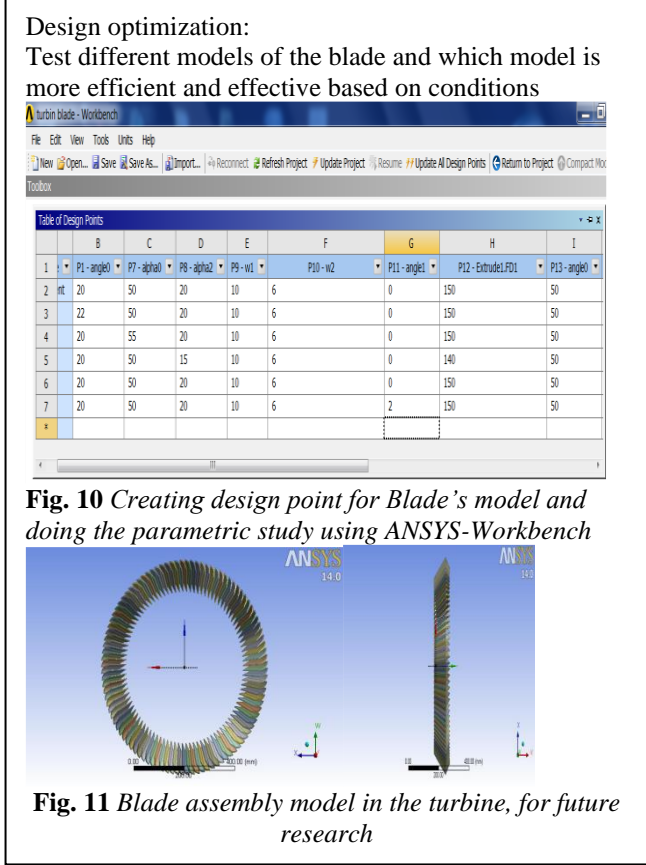 Design optimization:
Test different models of the blade and which model is
more efficient and effective based on conditions
turbin blade - Workbench
File Edit View Tools Units Help
New Open... Save Save As... Import... Reconnect Refresh Project Update Project Resume Update All Design Points Return to Project Compact Mod
Toolbox
Table of Design Points
B C D E F G H I
1 P1 - angle0 P7 - alpha0 P8 - alpha2 P9 - w1 P10 - w2 P11 - angle1 P12 - Extrude1.FD1 P13 - angle0
2 nt 20 50 20 10 6 0 150 50
3 22 50 20 10 6 0 150 50
4 20 55 20 10 6 0 150 50
5 20 50 15 10 6 0 140 50
6 20 50 20 10 6 0 150 50
7 20 50 20 10 6 2 150 50
*
Fig. 10 Creating design point for Blade's model and
doing the parametric study using ANSYS-Workbench
ANSYS
14.0
0.00 400.00 (mm)
ANSYS
14.0
Fig. 11 Blade assembly model in the turbine, for future
research